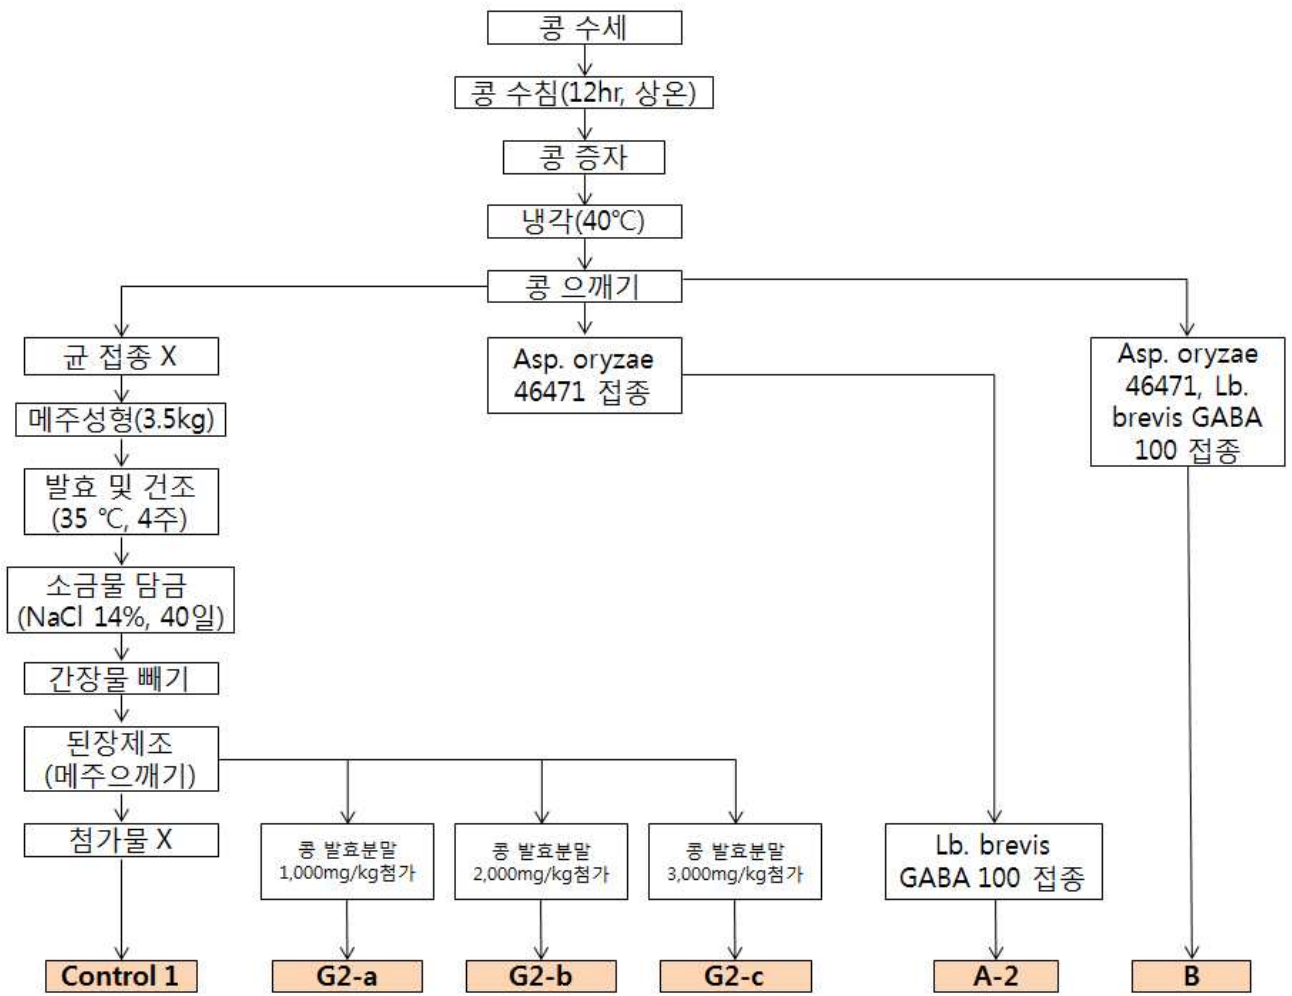 콩 수세
콩 수침(12hr, 상온)
콩 증자
냉각(40℃)
콩 으깨기
균 접종 X
메주성형(3.5kg)
발효 및 건조
(35 ℃, 4주)
소금물 담금
(NaCl 14%, 40일)
간장물 빼기
된장제조
(메주으깨기)
첨가물 X
Control 1
콩 발효분말
1,000mg/kg첨가
G2-a
콩 발효분말
2,000mg/kg첨가
G2-b
콩 발효분말
3,000mg/kg첨가
G2-c
Asp. oryzae
46471 접종
Lb. brevis
GABA 100 접종
A-2
Asp. oryzae
46471, Lb.
brevis GABA
100 접종
B